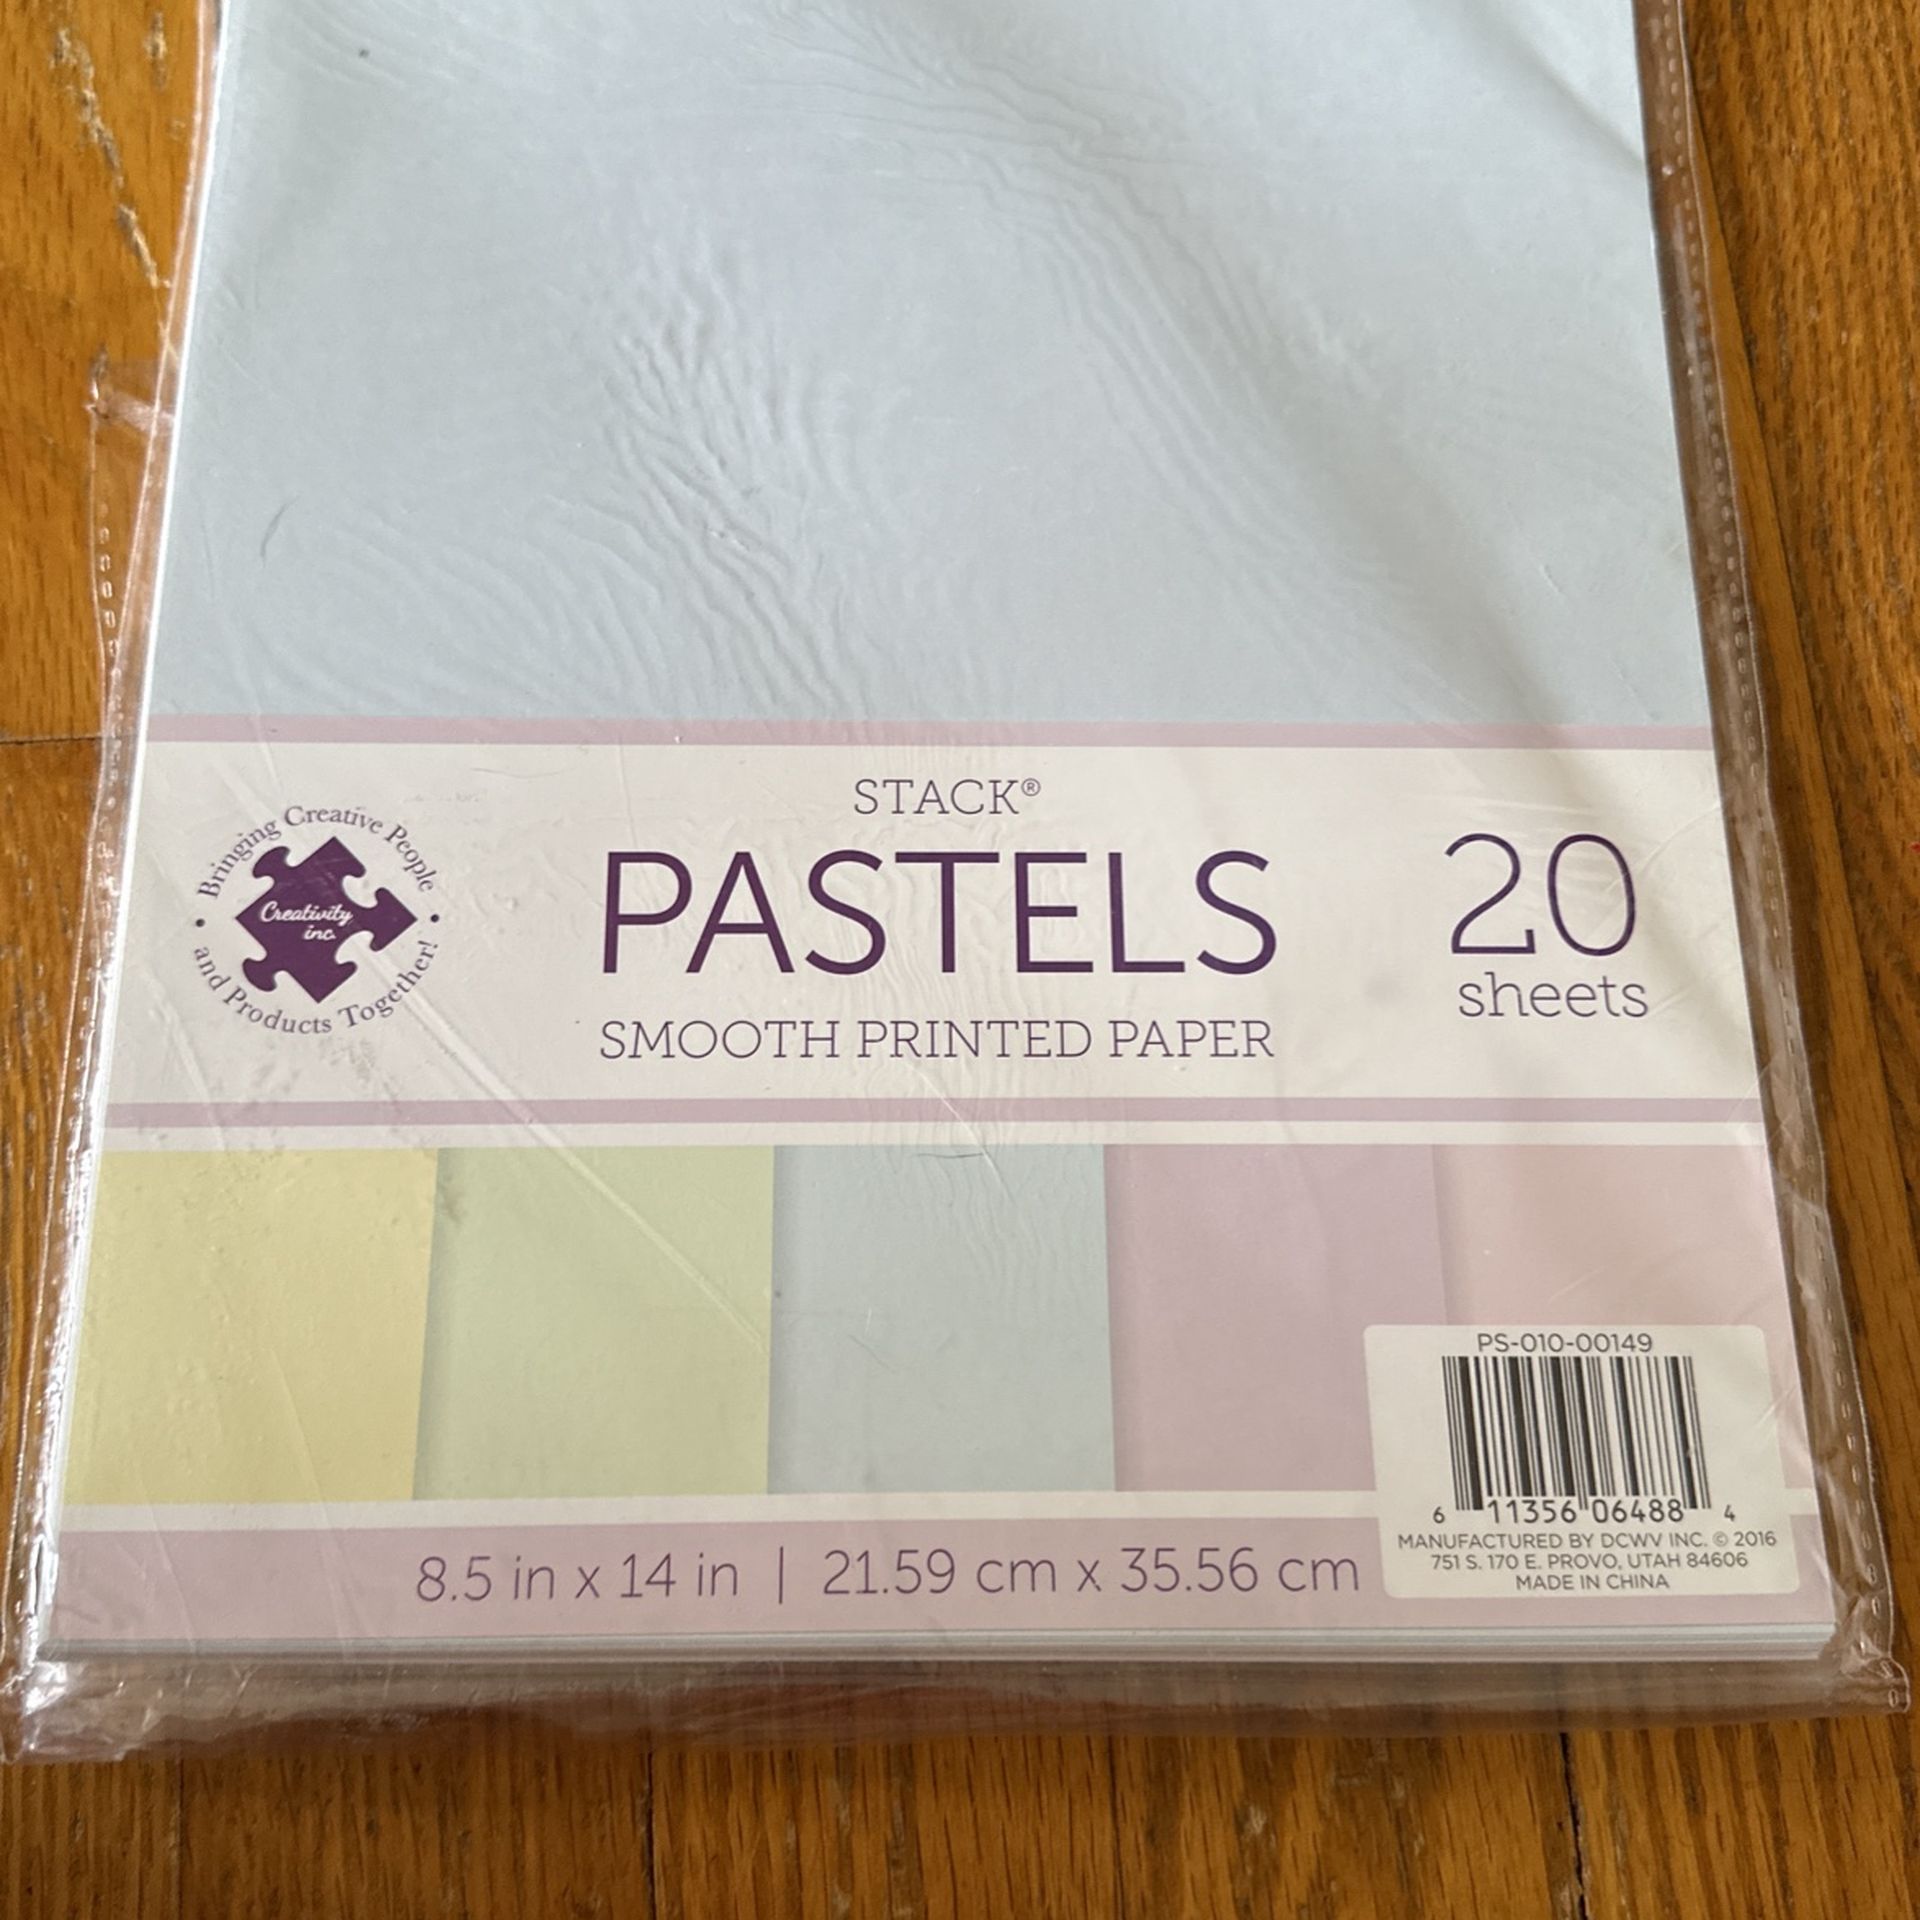 STACK®
PASTELS
SMOOTH PRINTED PAPER
20
sheets
Bringing Creative People
and Products Together!
Creativity
inc.
8.5 in x 14 in | 21.59 cm x 35.56 cm
PS-010-00149
6 11356 06488 4
MANUFACTURED BY DCWV INC. © 2016
751 S. 170 E. PROVO, UTAH 84606
MADE IN CHINA